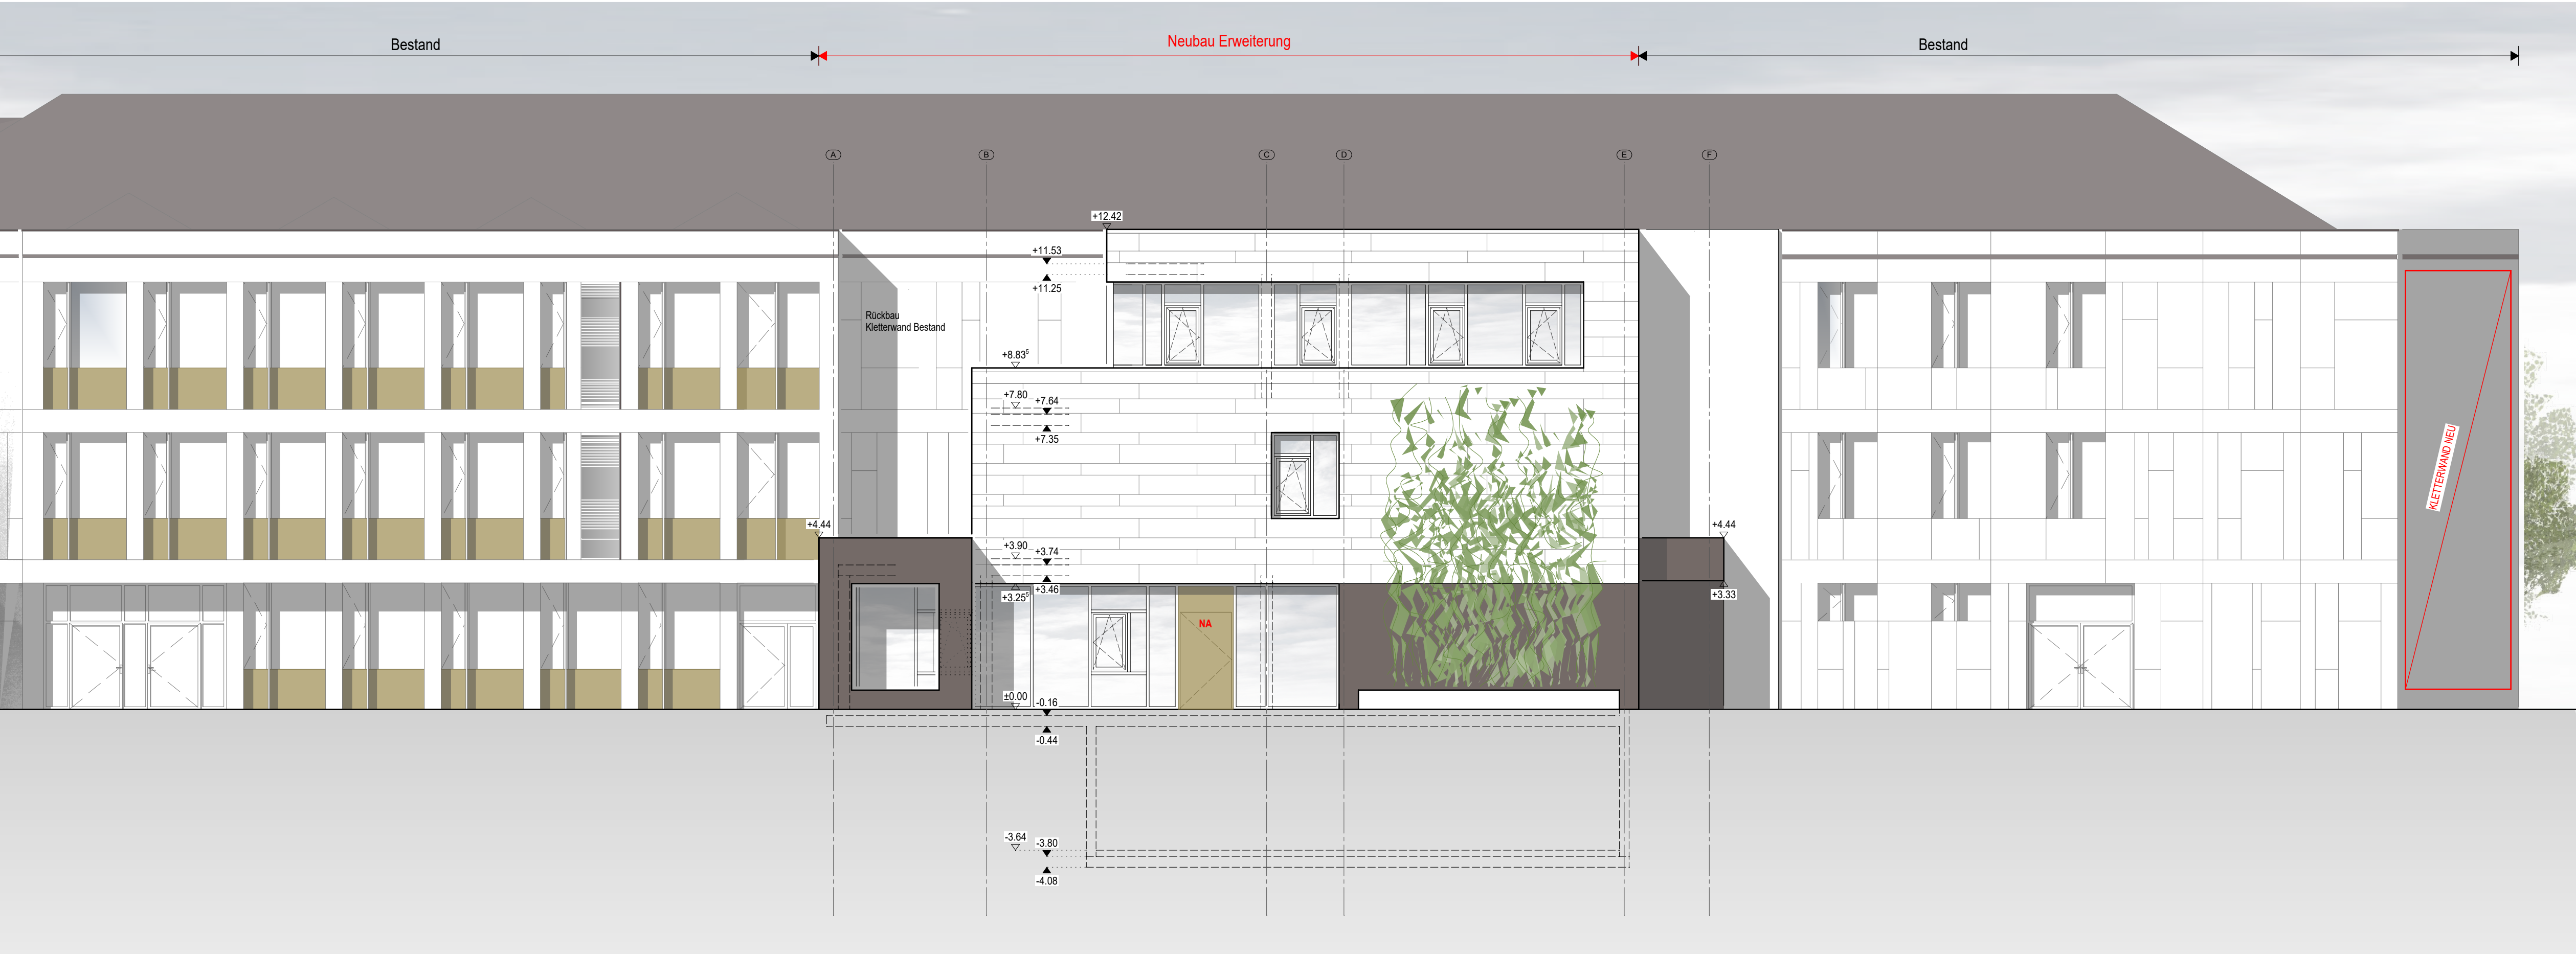 Bestand
Neubau Erweiterung
Bestand
A
B
C
D
E
F
+12.42
+11.53
+11.25
Rückbau
Kletterwand Bestand
+8.83⁵
+7.80
+7.64
+7.35
KLETTERWAND NEU
+4.44
+4.44
+3.90
+3.74
+3.46
+3.25⁵
+3.33
NA
±0.00
-0.16
-0.44
-3.64
-3.80
-4.08